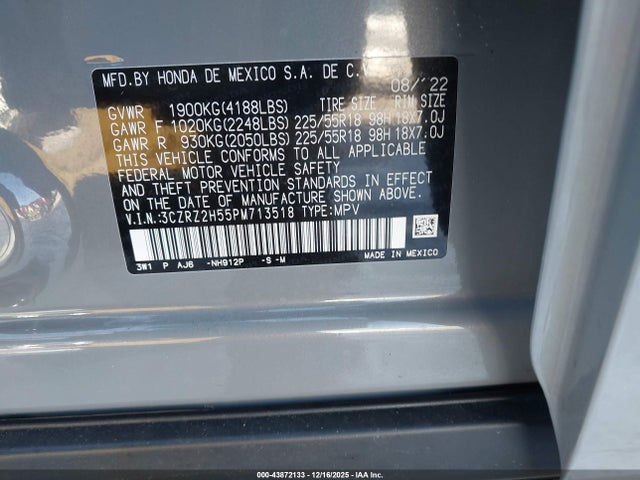 MFD.BY HONDA DE MEXICO S.A. DE C.V. 08/'22
GVWR 1900KG(4188LBS) TIRE SIZE RIM SIZE
GAWR F 1020KG(2248LBS) 225/55R18 98H 18X7.0J
GAWR R 930KG(2050LBS) 225/55R18 98H 18X7.0J
THIS VEHICLE CONFORMS TO ALL APPLICABLE
FEDERAL MOTOR VEHICLE SAFETY
AND THEFT PREVENTION STANDARDS IN EFFECT
ON THE DATE OF MANUFACTURE SHOWN ABOVE.
V.I.N.:3CZRZ2H55PM713518 TYPE:MPV
3W1 P AJB -NH912P -S-M MADE IN MEXICO
000-43872133 - 12/16/2025 - IAA Inc.